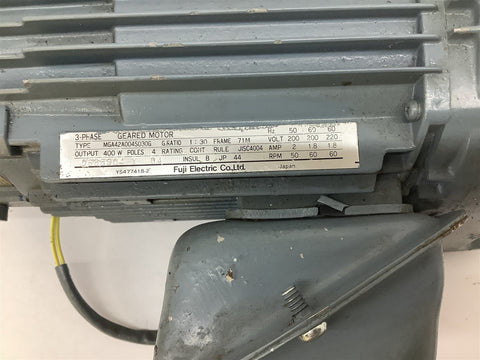 3-PHASE GEARED MOTOR Hz 50 60 60
TYPE MGA42A004S030G G.RATIO 1:30 FRAME 71M VOLT 200 200 220
OUTPUT 400 W POLES 4 RATING CONT RULE JISC4004 AMP 2 1.8 1.8
INSUL B JP 44 RPM 50 60 60
YS477418-2 Fuji Electric Co.,Ltd. Japan